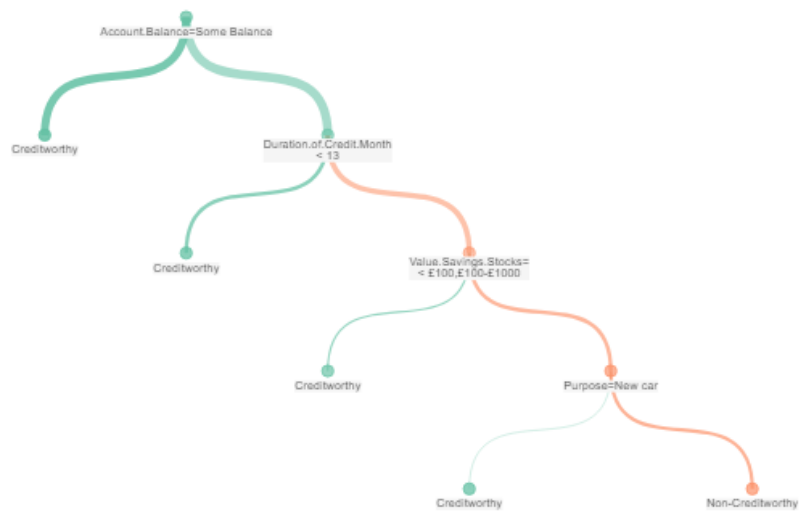 Account.Balance=Some Balance
Creditworthy
Duration.of.Credit.Month
< 13
Creditworthy
Value.Savings.Stocks=
< £100,£100-£1000
Creditworthy
Purpose=New car
Creditworthy
Non-Creditworthy